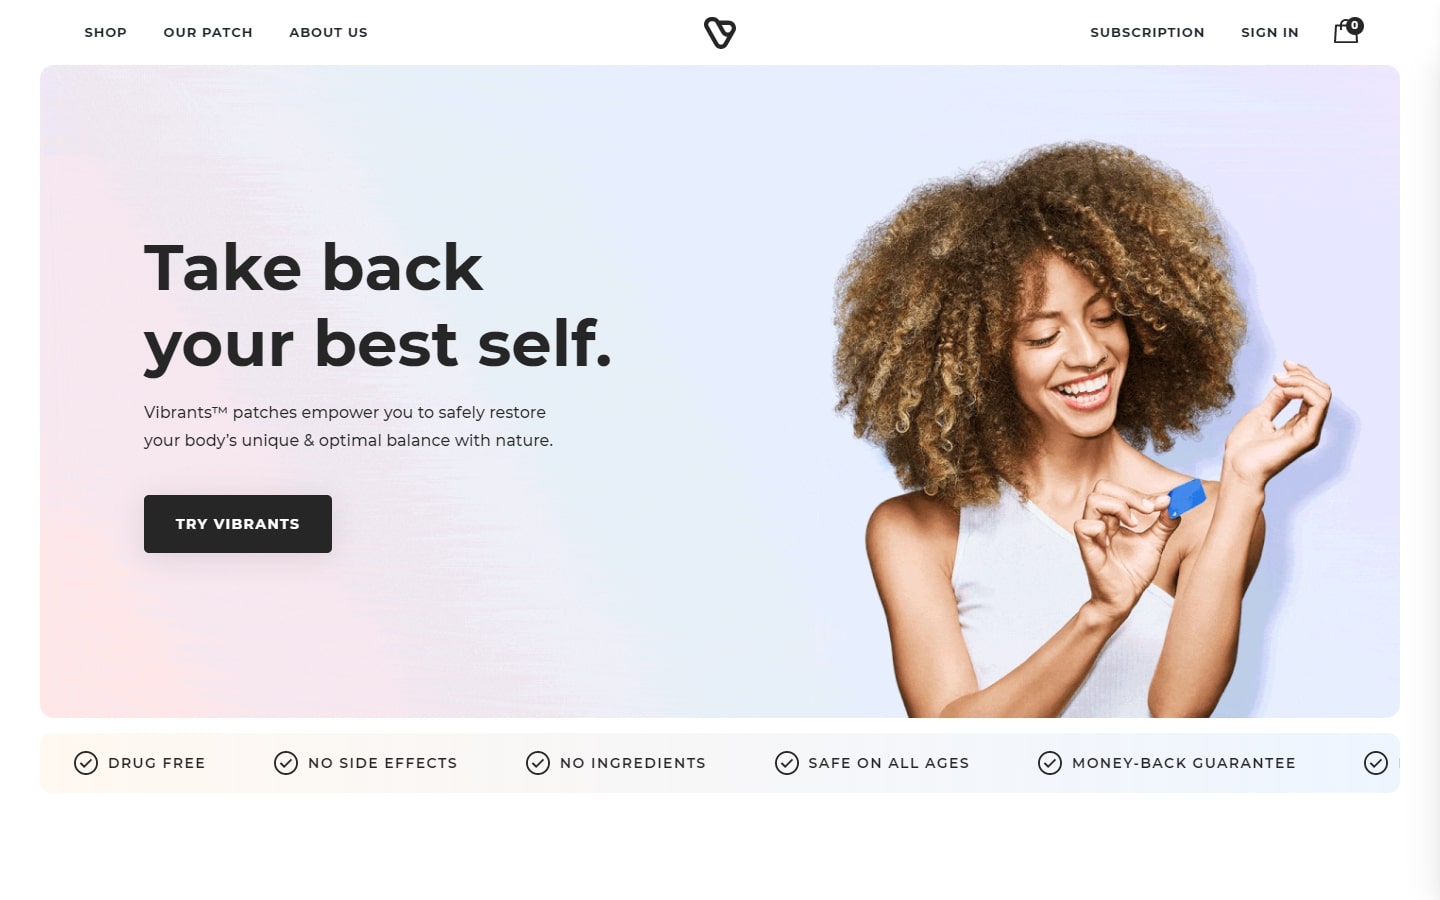 SHOP
OUR PATCH
ABOUT US
SUBSCRIPTION
SIGN IN
0
Take back
your best self.
Vibrants™ patches empower you to safely restore
your body’s unique & optimal balance with nature.
TRY VIBRANTS
DRUG FREE
NO SIDE EFFECTS
NO INGREDIENTS
SAFE ON ALL AGES
MONEY-BACK GUARANTEE